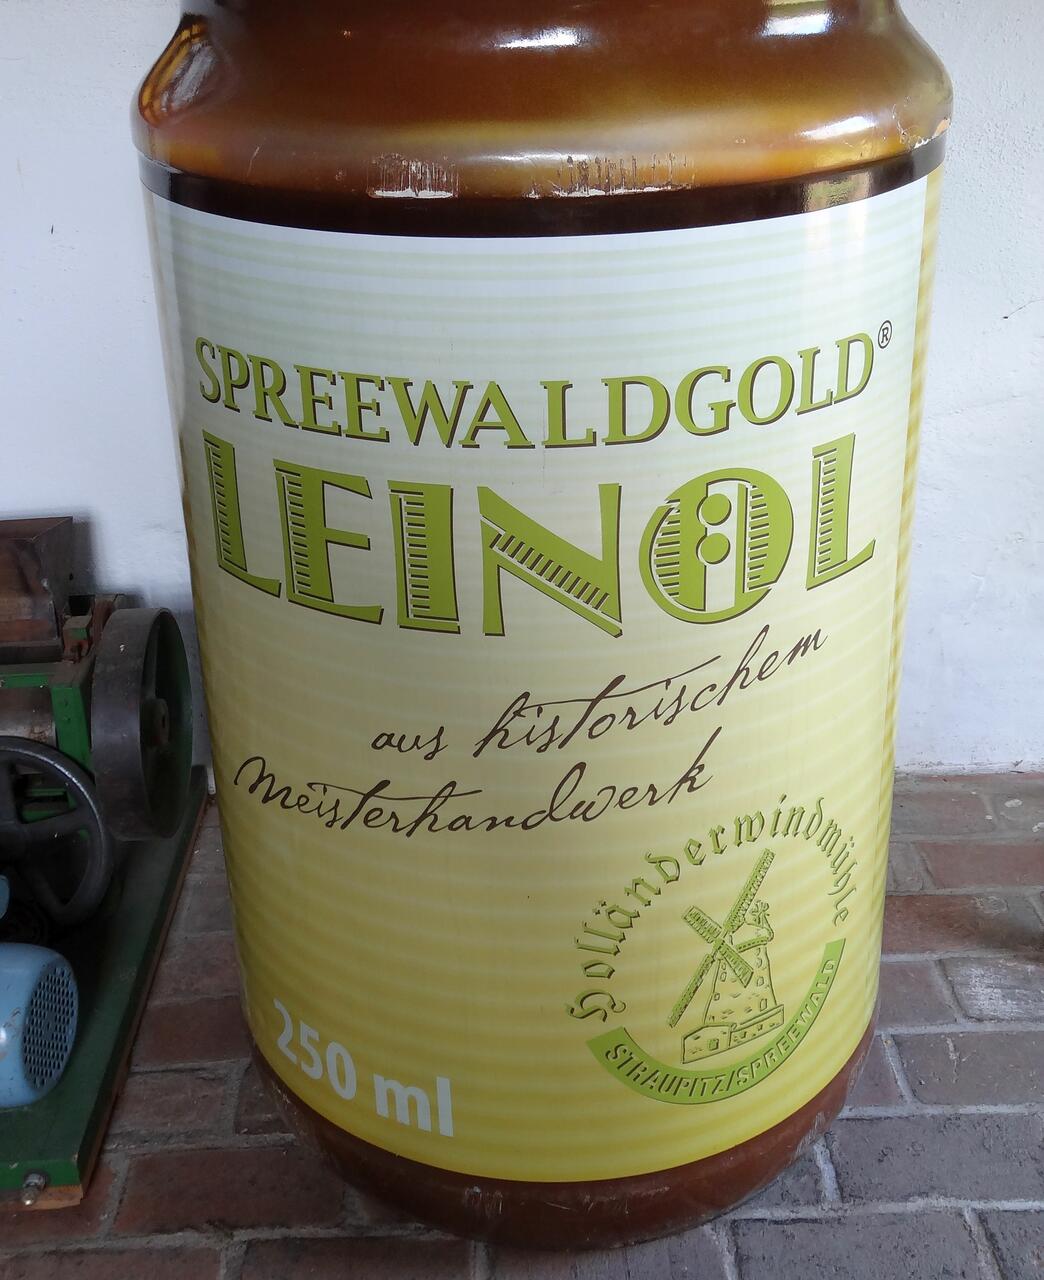 SPREEWALDGOLD®
LEINÖL
aus historischem
Meisterhandwerk
Holländerwindmühle
STRAUPITZ/SPREEWALD
250 ml